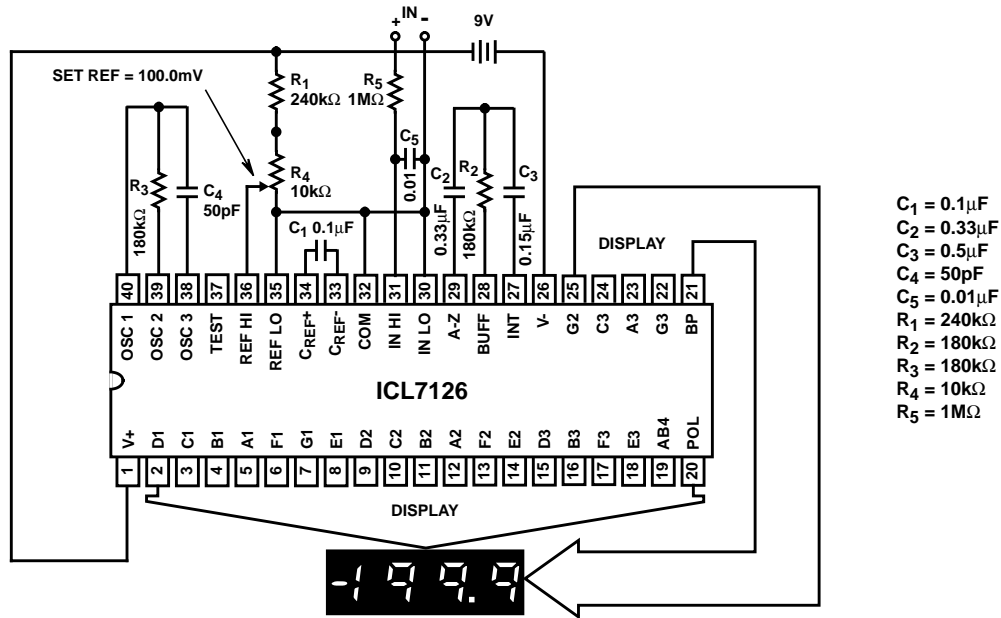 IN
+ -
9V
SET REF = 100.0mV
R1
240kΩ
R5
1MΩ
C5
0.01
R3
180kΩ
C4
50pF
R4
10kΩ
C2
0.33µF
R2
180kΩ
C3
0.15µF
C1 0.1µF
DISPLAY
40 39 38 37 36 35 34 33 32 31 30 29 28 27 26 25 24 23 22 21
OSC 1 OSC 2 OSC 3 TEST REF HI REF LO CREF+ CREF- COM IN HI IN LO A-Z BUFF INT V- G2 C3 A3 G3 BP
ICL7126
V+ D1 C1 B1 A1 F1 G1 E1 D2 C2 B2 A2 F2 E2 D3 B3 F3 E3 AB4 POL
1 2 3 4 5 6 7 8 9 10 11 12 13 14 15 16 17 18 19 20
DISPLAY
-199.9
C1 = 0.1µF
C2 = 0.33µF
C3 = 0.5µF
C4 = 50pF
C5 = 0.01µF
R1 = 240kΩ
R2 = 180kΩ
R3 = 180kΩ
R4 = 10kΩ
R5 = 1MΩ